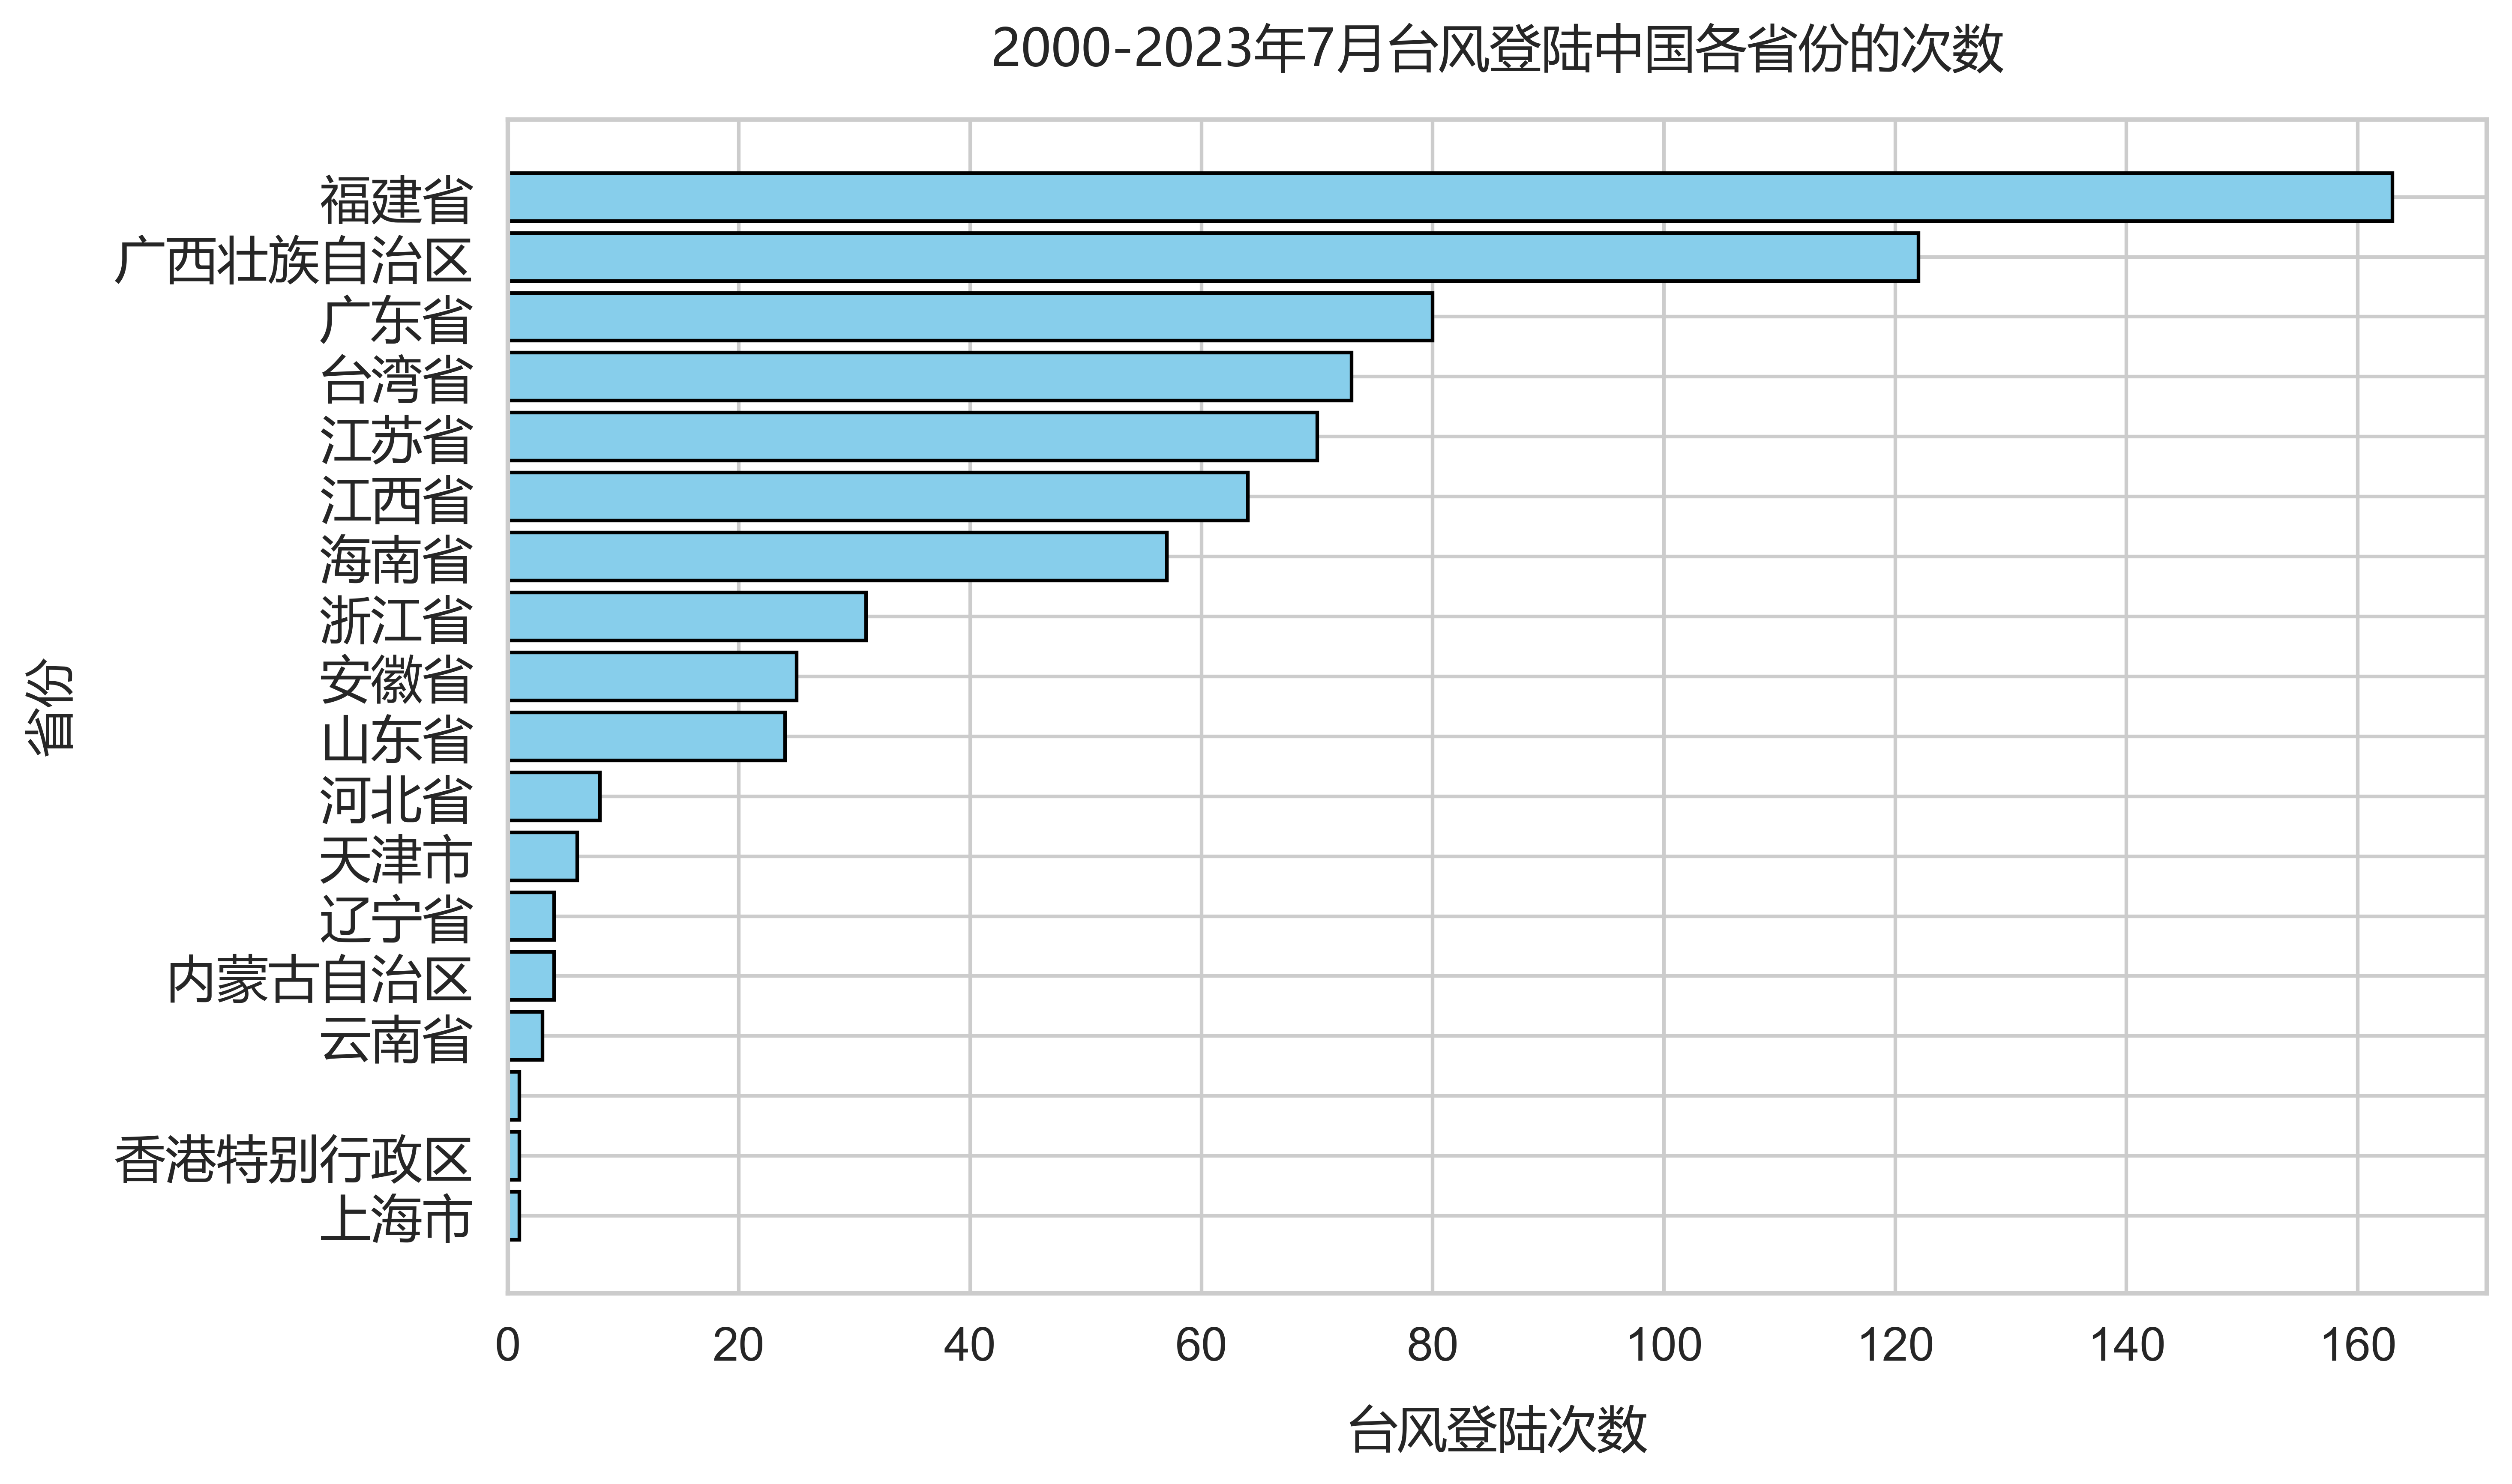 2000-2023年7月台风登陆中国各省份的次数
福建省
广西壮族自治区
广东省
台湾省
江苏省
江西省
海南省
浙江省
安徽省
山东省
河北省
天津市
辽宁省
内蒙古自治区
云南省
香港特别行政区
上海市
省份
0 20 40 60 80 100 120 140 160
台风登陆次数